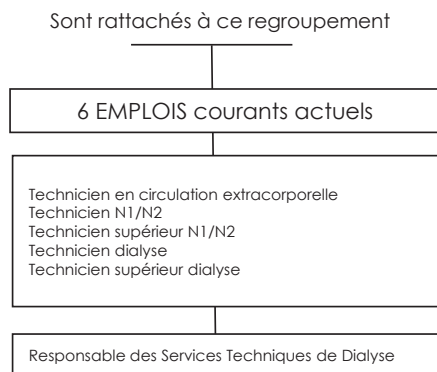 Sont rattachés à ce regroupement
6 EMPLOIS courants actuels
Technicien en circulation extracorporelle
Technicien N1/N2
Technicien supérieur N1/N2
Technicien dialyse
Technicien supérieur dialyse
Responsable des Services Techniques de Dialyse